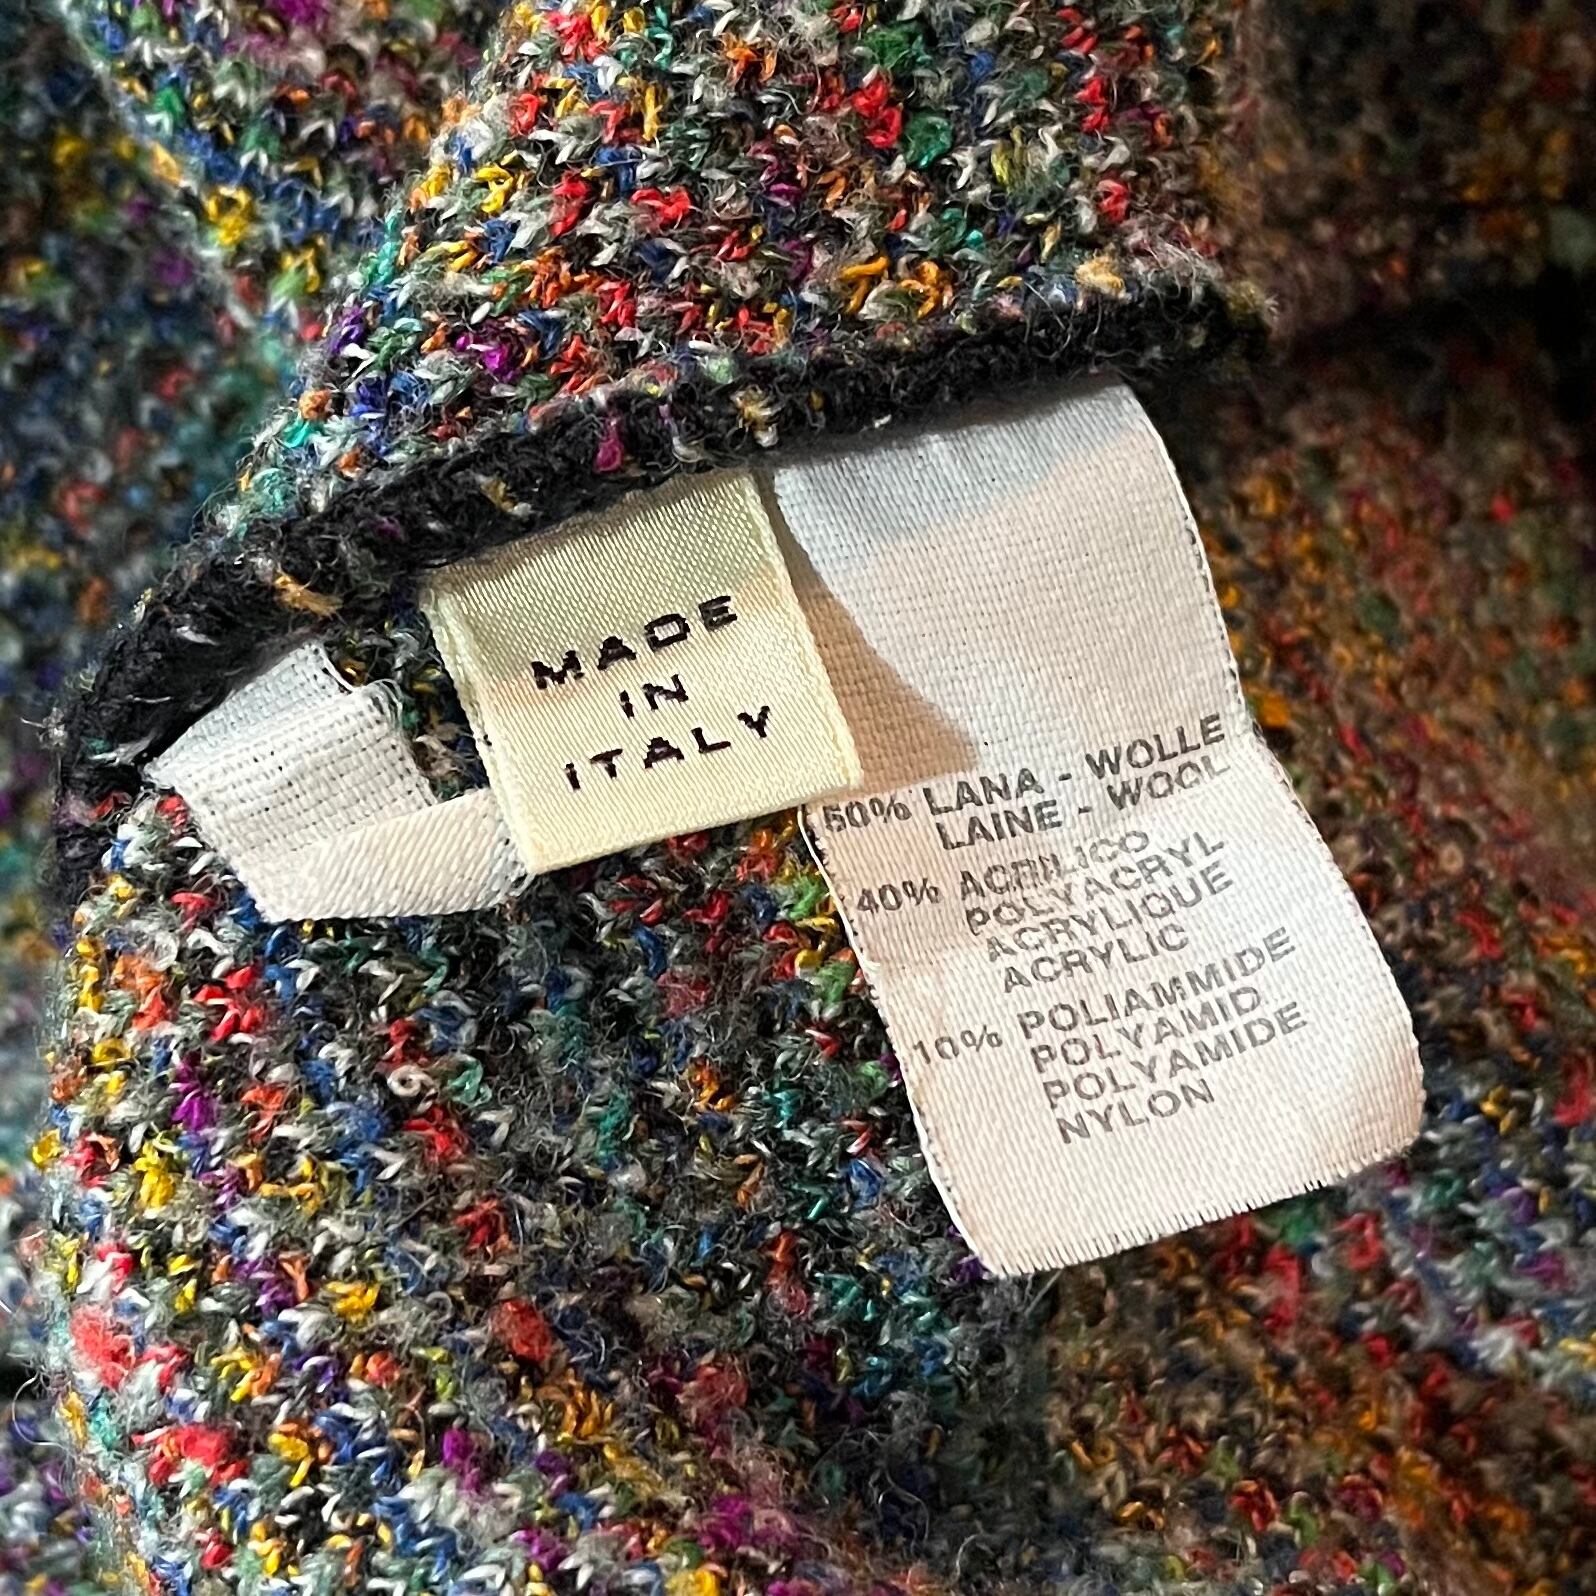 MADE
IN
ITALY
50% LANA - WOLLE
LAINE - WOOL
40% ACRILICO
POLYACRYL
ACRYLIQUE
ACRYLIC
10% POLIAMMIDE
POLYAMID
POLYAMIDE
NYLON